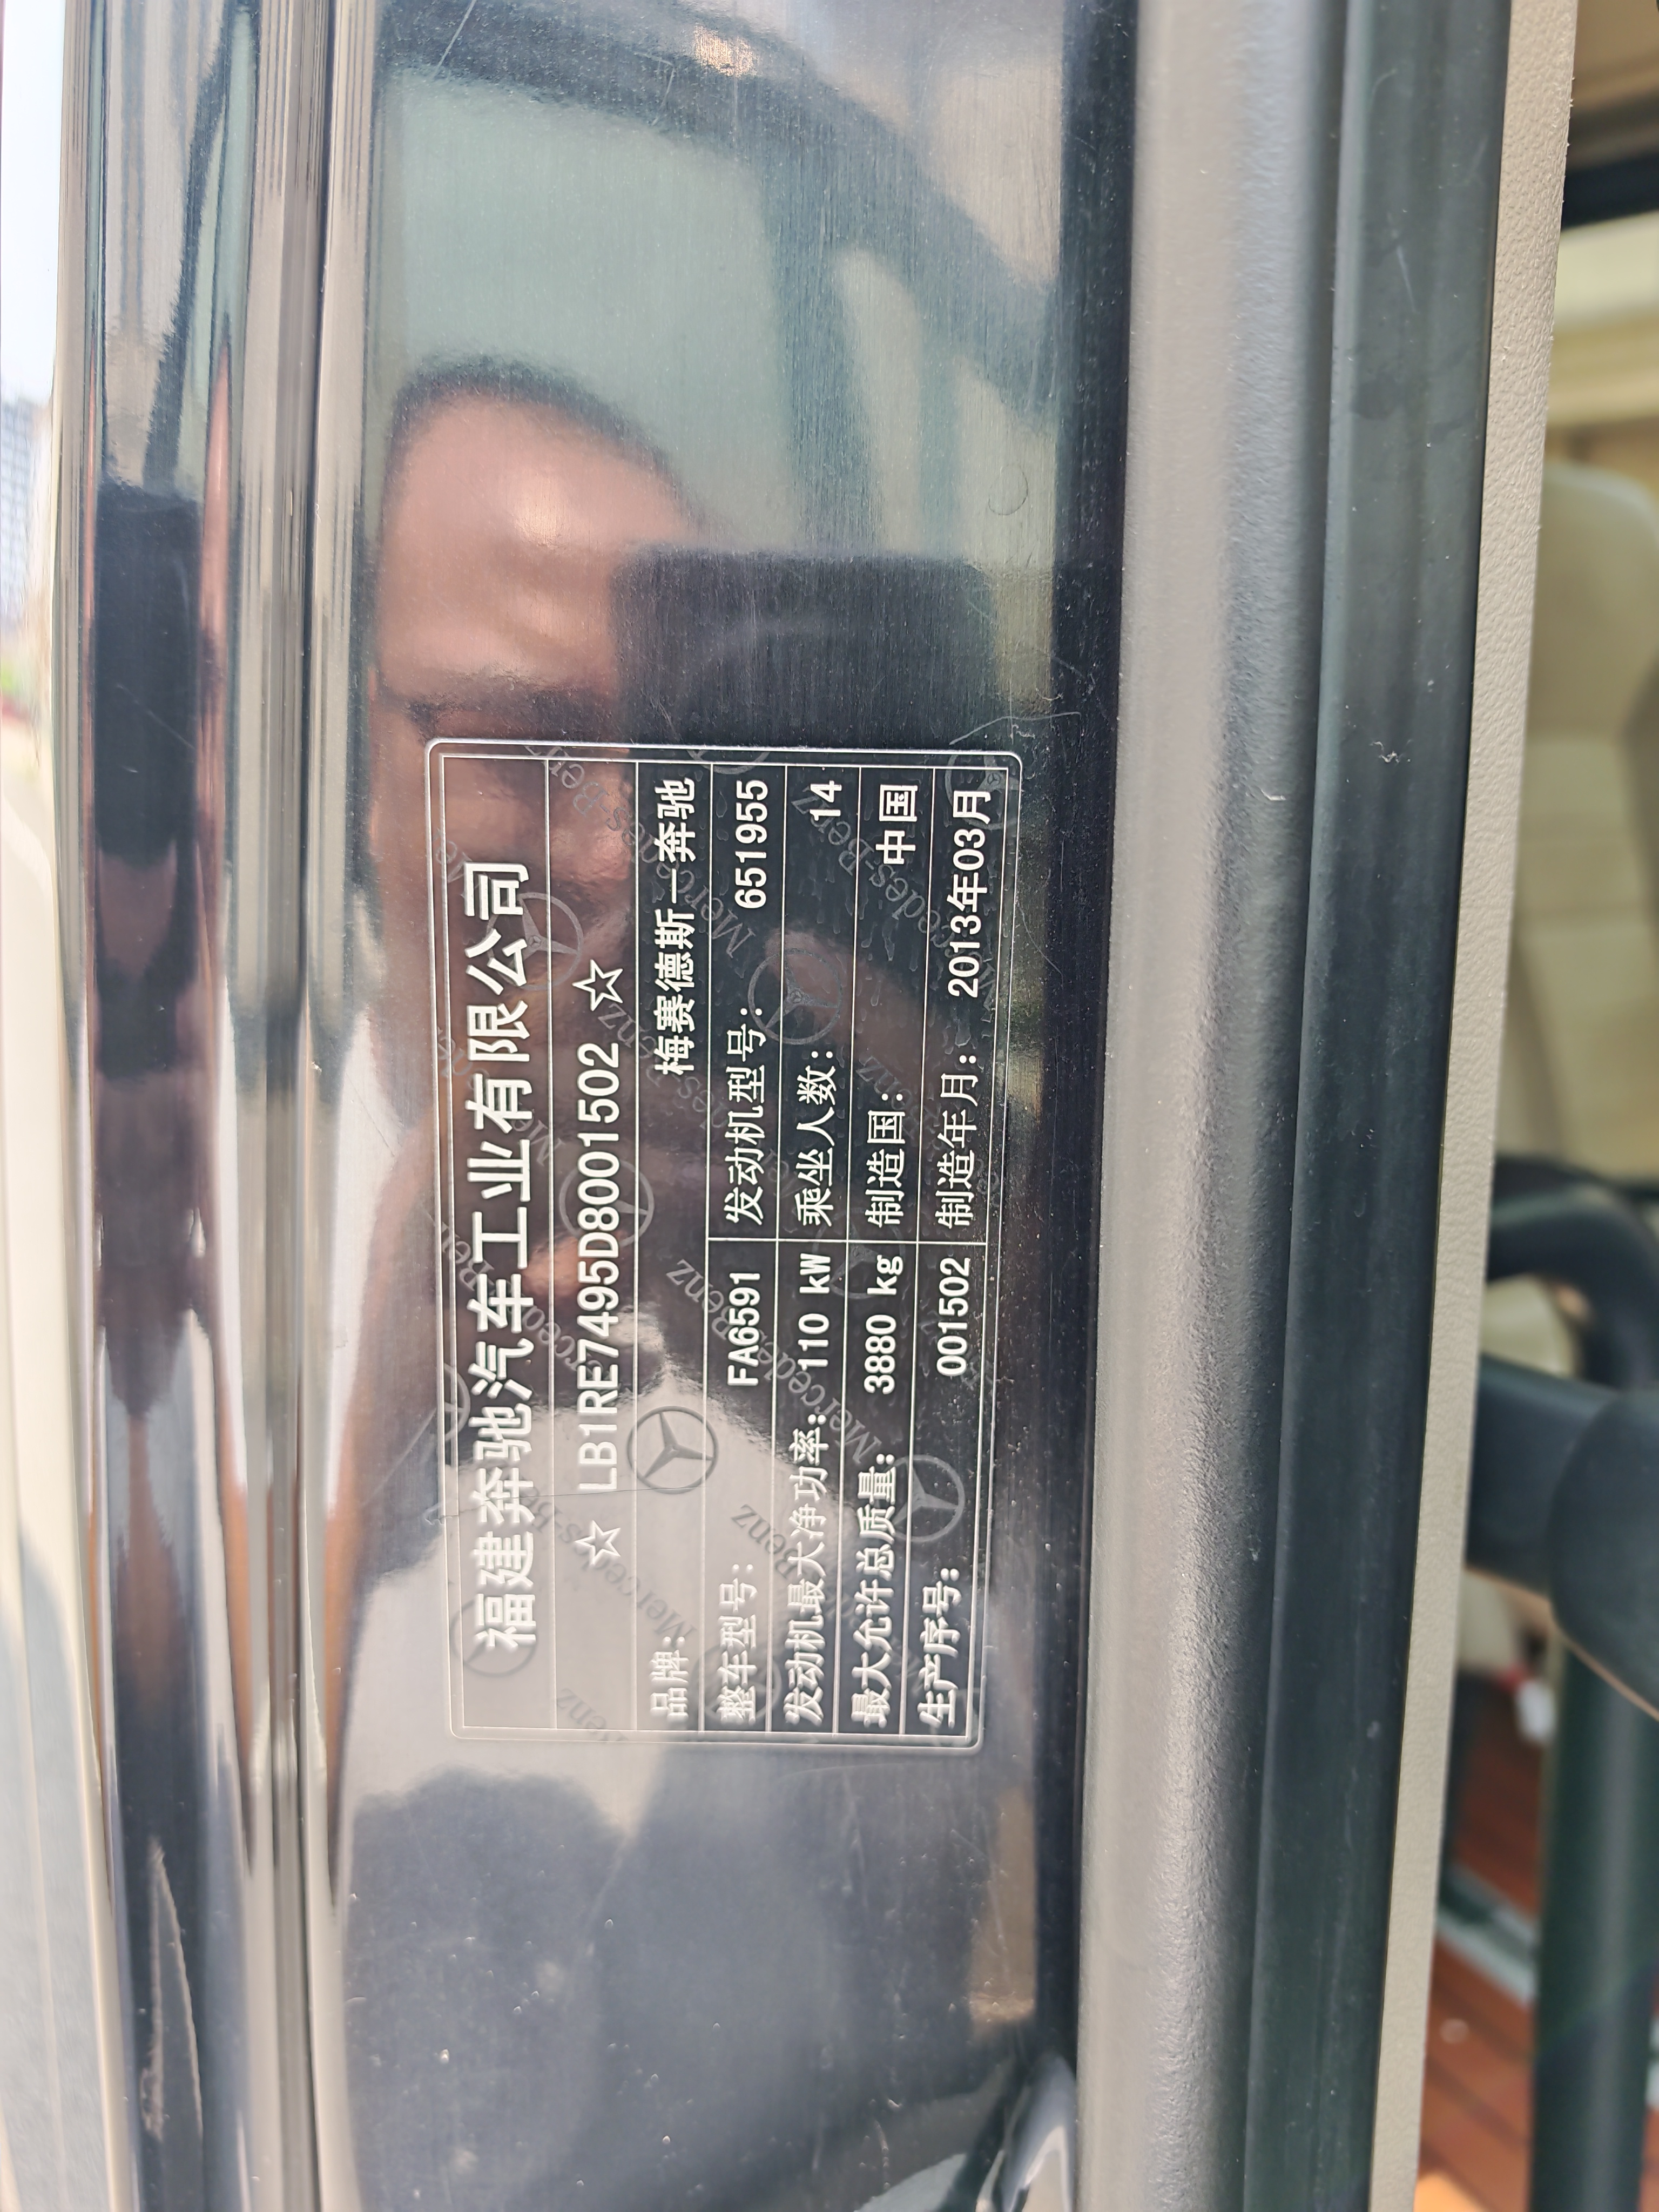 福建奔驰汽车工业有限公司
☆ LB1RE7495D8001502 ☆
品牌: 梅赛德斯—奔驰
整车型号: FA6591 发动机型号: 651955
发动机最大净功率: 110 kW 乘坐人数: 14
最大允许总质量: 3880 kg 制造国: 中国
生产序号: 001502 制造年月: 2013年03月
Mercedes-Benz